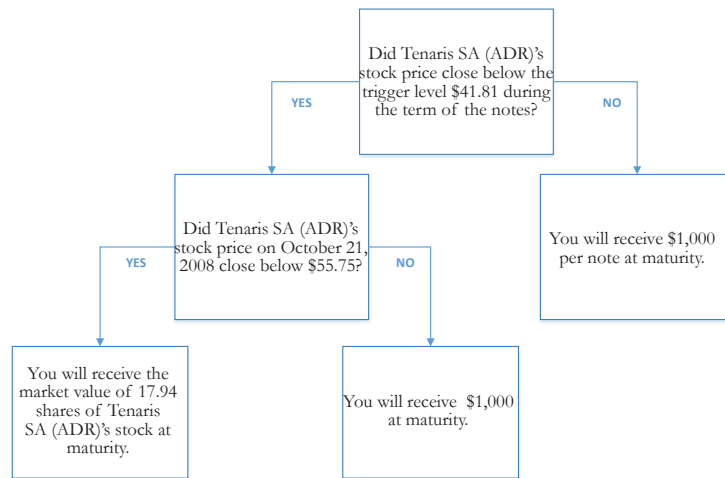 Did Tenaris SA (ADR)'s
stock price close below the
trigger level $41.81 during
the term of the notes?
YES
NO
Did Tenaris SA (ADR)'s
stock price on October 21,
2008 close below $55.75?
You will receive $1,000
per note at maturity.
YES
NO
You will receive the
market value of 17.94
shares of Tenaris
SA (ADR)'s stock at
maturity.
You will receive $1,000
at maturity.